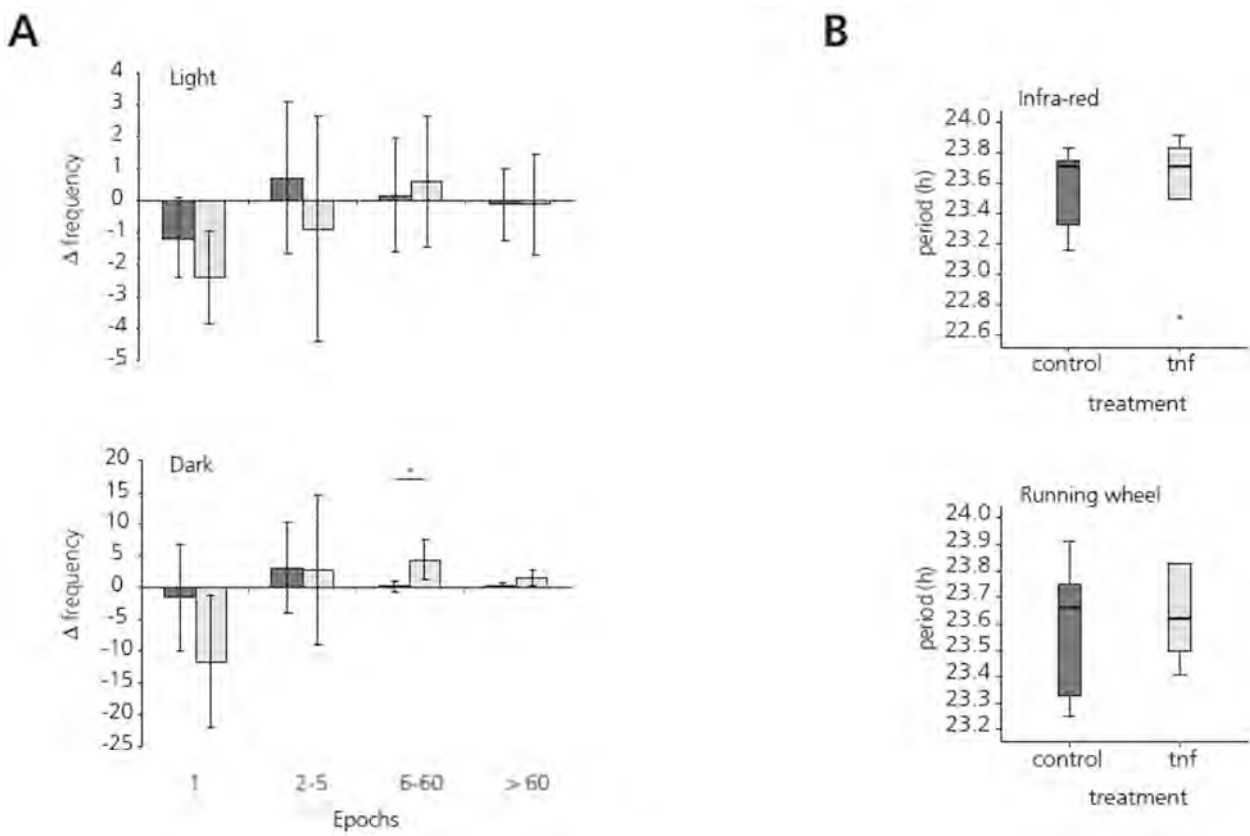 A
Light
4
3
2
1
0
-1
-2
-3
-4
-5
Δ frequency
Dark
*
20
15
10
5
0
-5
-10
-15
-20
-25
Δ frequency
1 2-5 6-60 >60
Epochs
B
Infra-red
24.0
23.8
23.6
23.4
23.2
23.0
22.8
22.6
period (h)
*
control tnf
treatment
Running wheel
24.0
23.9
23.8
23.7
23.6
23.5
23.4
23.3
23.2
period (h)
control tnf
treatment